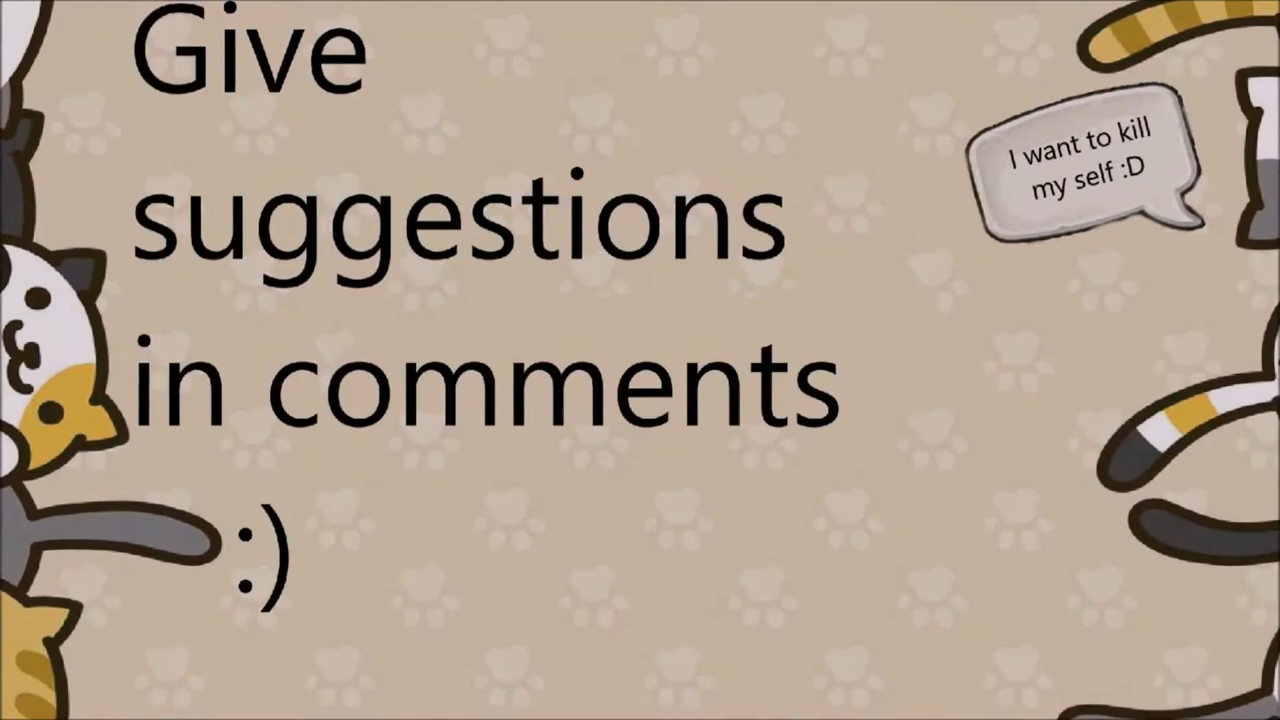 Give
suggestions
in comments
:)
I want to kill
my self :D